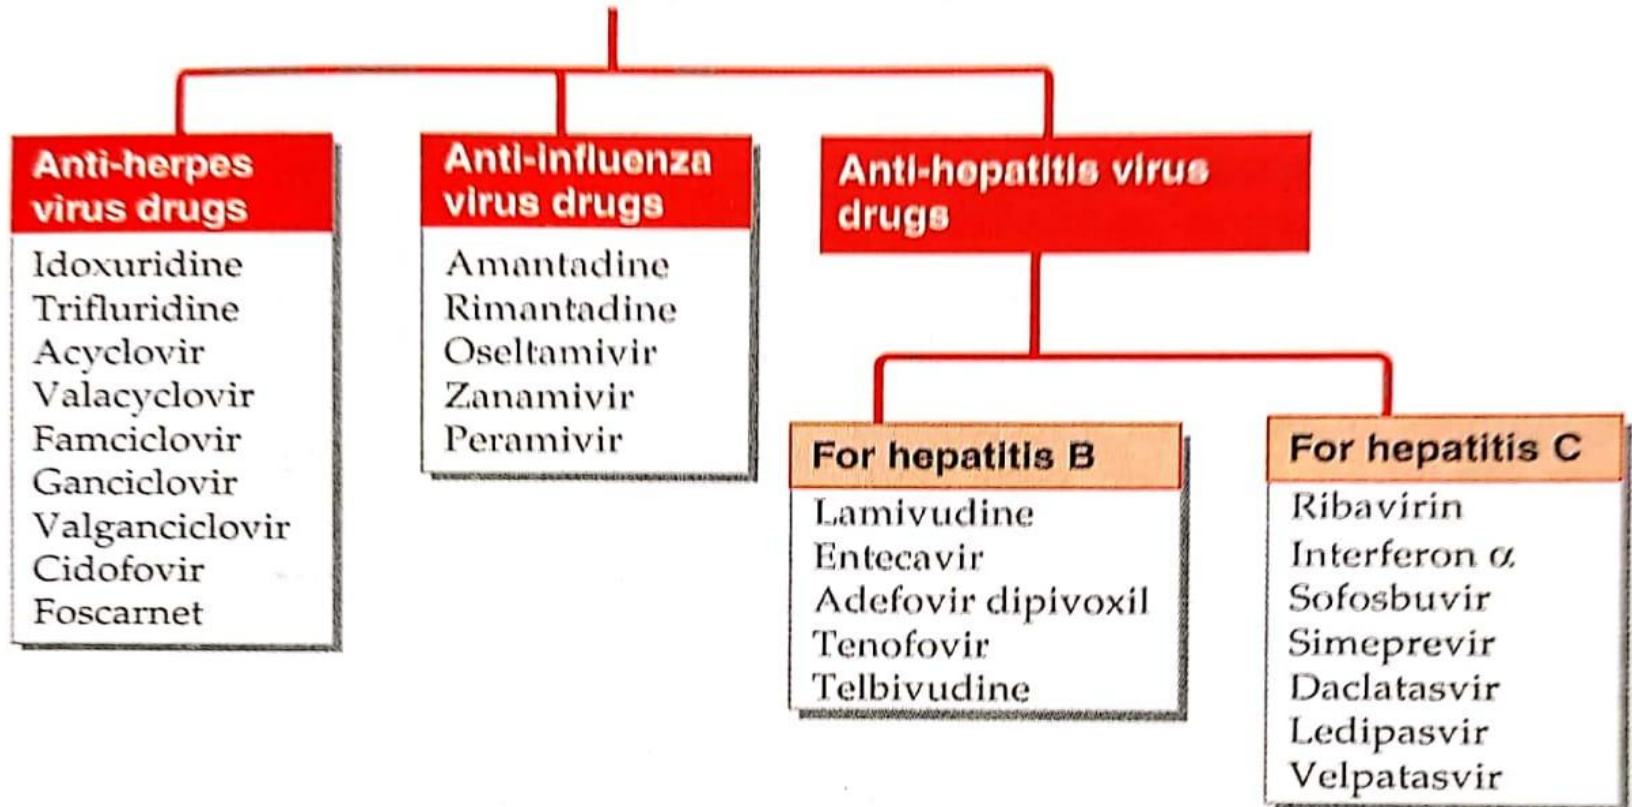 Anti-herpes
virus drugs
Idoxuridine
Trifluridine
Acyclovir
Valacyclovir
Famciclovir
Ganciclovir
Valganciclovir
Cidofovir
Foscarnet
Anti-influenza
virus drugs
Amantadine
Rimantadine
Oseltamivir
Zanamivir
Peramivir
Anti-hepatitis virus
drugs
For hepatitis B
Lamivudine
Entecavir
Adefovir dipivoxil
Tenofovir
Telbivudine
For hepatitis C
Ribavirin
Interferon α
Sofosbuvir
Simeprevir
Daclatasvir
Ledipasvir
Velpatasvir